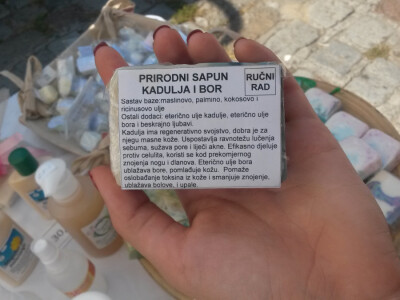 PRIRODNI SAPUN
KADULJA I BOR
RUČNI
RAD
Sastav baze:maslinovo, palmino, kokosovo i
ricinusovo ulje
Ostali dodaci: eterično ulje kadulje, eterično ulje
bora i beskrajno ljubavi.
Kadulja ima regenerativno svojstvo, dobra je za
njegu masne kože. Uspostavlja ravnotežu lučenja
sebuma, sužava pore i liječi akne. Efikasno djeluje
protiv celulita, koristi se kod prekomjernog
znojenja nogu i dlanova. Eterično ulje bora
ublažava bore, pomlađuje kožu. Pomaže
oslobađanje toksina iz kože i smanjuje znojenje,
ublažava bolove, i upale.